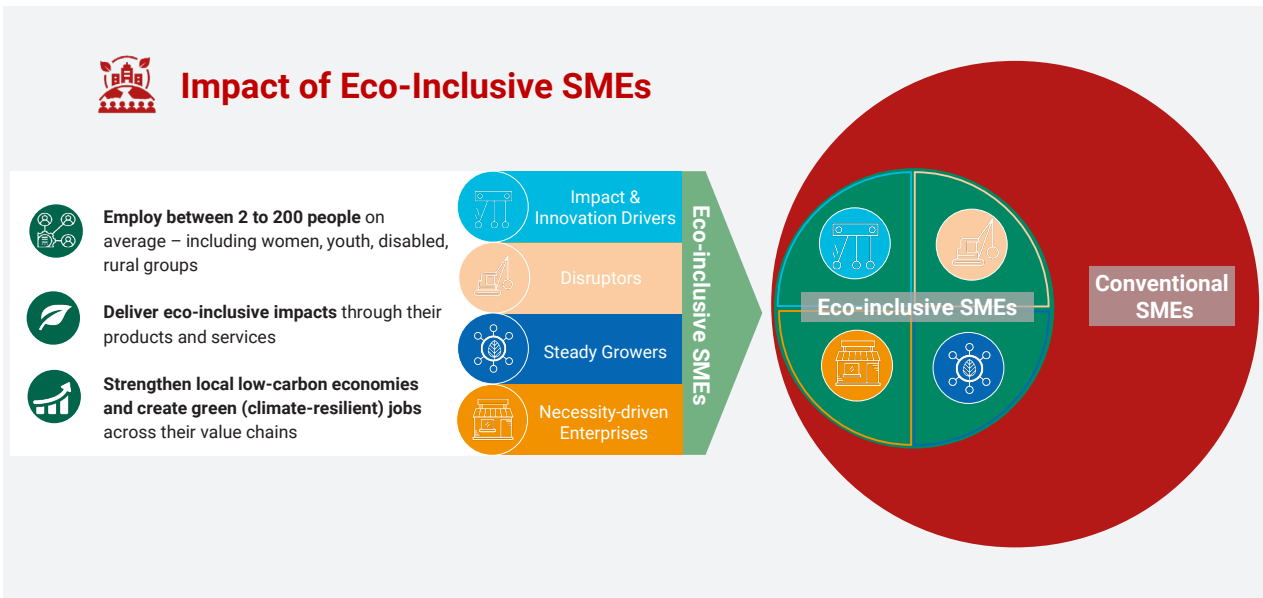 Impact of Eco-Inclusive SMEs
Employ between 2 to 200 people on
average – including women, youth, disabled,
rural groups
Deliver eco-inclusive impacts through their
products and services
Strengthen local low-carbon economies
and create green (climate-resilient) jobs
across their value chains
Impact &
Innovation Drivers
Disruptors
Steady Growers
Necessity-driven
Enterprises
Eco-inclusive SMEs
Eco-inclusive SMEs
Conventional
SMEs